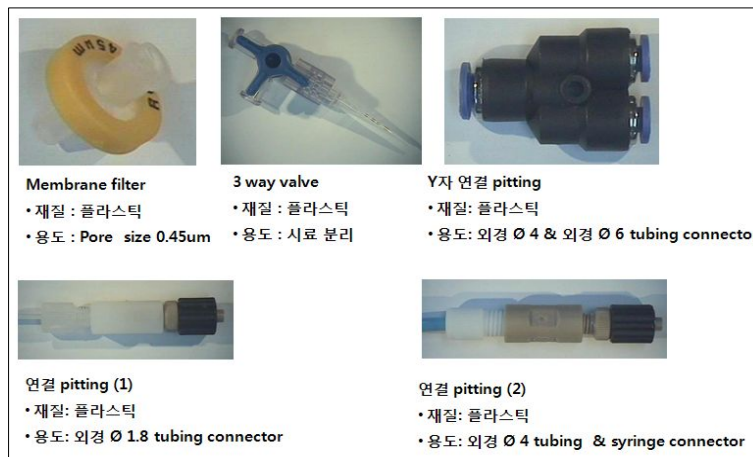 45um
Membrane filter
• 재질 : 플라스틱
• 용도 : Pore size 0.45um
3 way valve
• 재질 : 플라스틱
• 용도 : 시료 분리
Y자 연결 pitting
• 재질: 플라스틱
• 용도: 외경 Ø 4 & 외경 Ø 6 tubing connecto
연결 pitting (1)
• 재질: 플라스틱
• 용도: 외경 Ø 1.8 tubing connector
연결 pitting (2)
• 재질: 플라스틱
• 용도: 외경 Ø 4 tubing & syringe connector